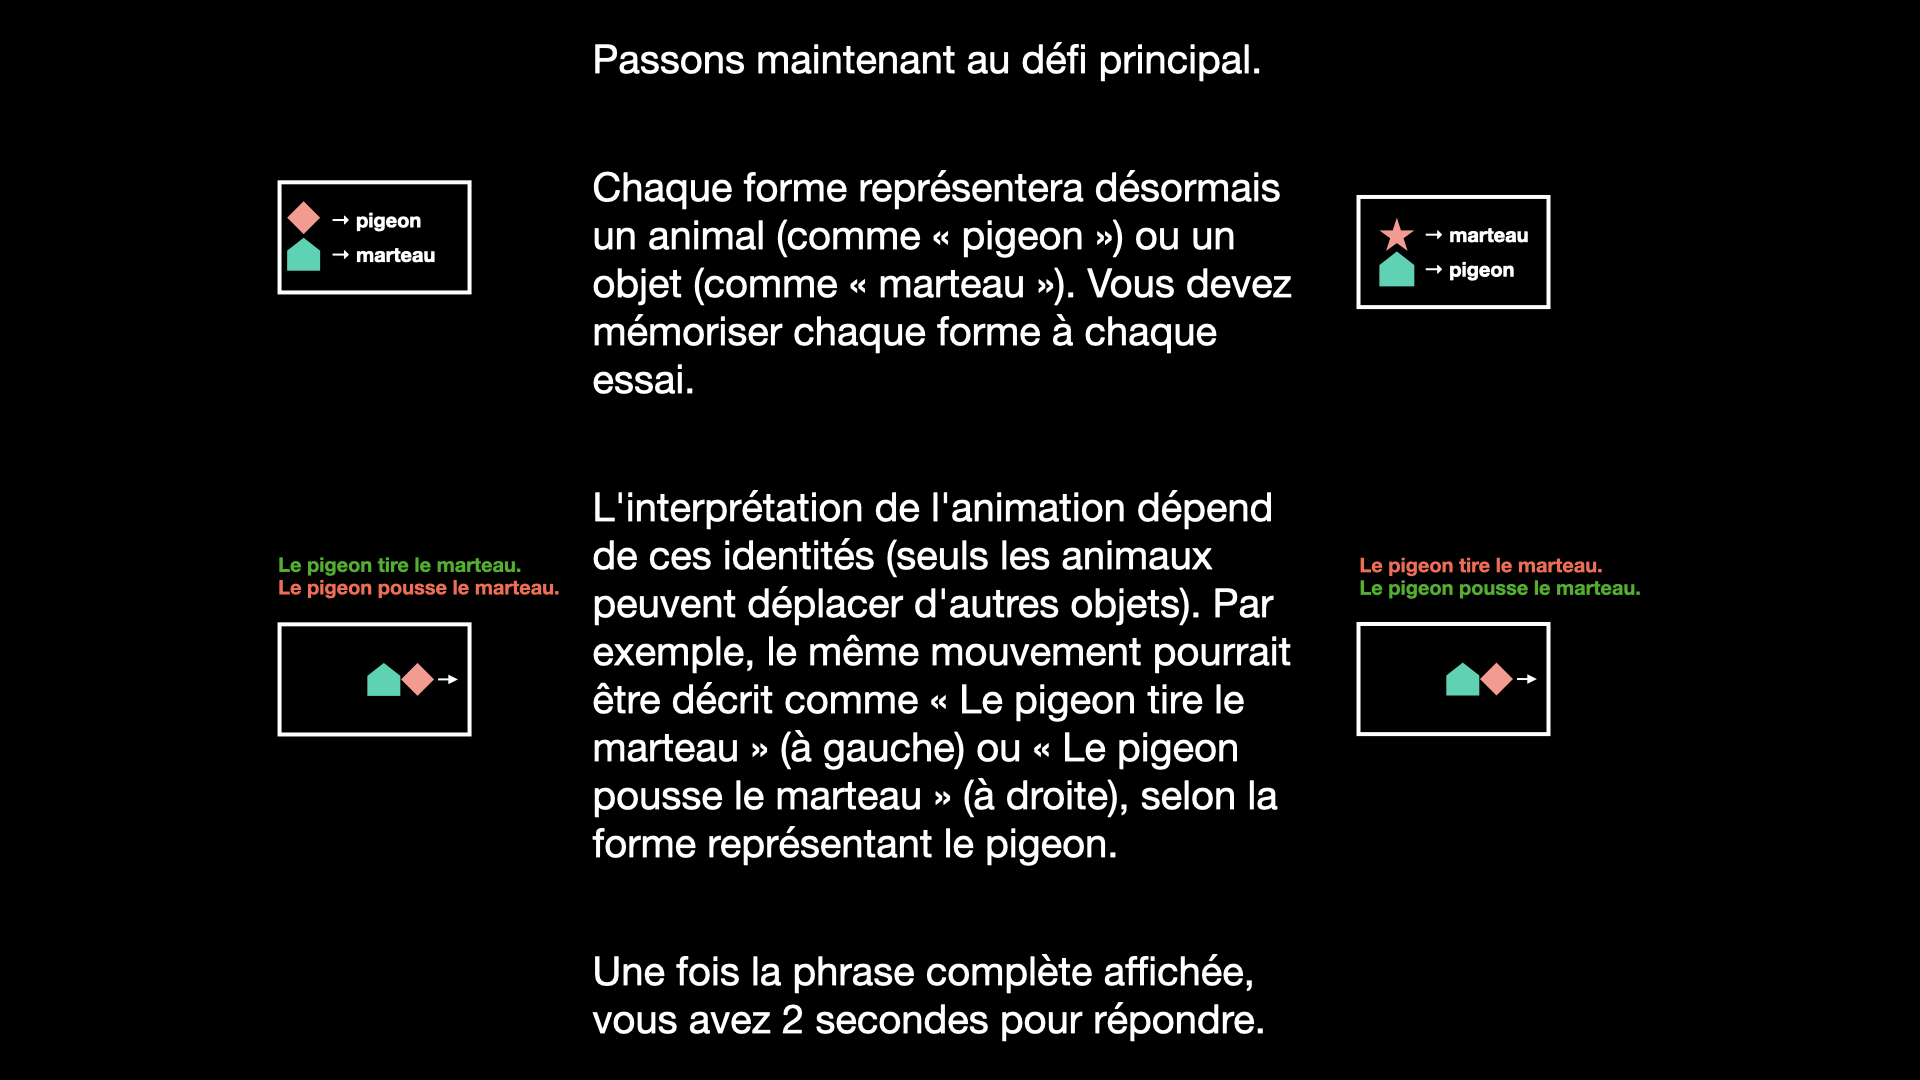 Passons maintenant au défi principal.
→ pigeon
→ marteau
Chaque forme représentera désormais
un animal (comme « pigeon ») ou un
objet (comme « marteau »). Vous devez
mémoriser chaque forme à chaque
essai.
→ marteau
→ pigeon
Le pigeon tire le marteau.
Le pigeon pousse le marteau.
L'interprétation de l'animation dépend
de ces identités (seuls les animaux
peuvent déplacer d'autres objets). Par
exemple, le même mouvement pourrait
être décrit comme « Le pigeon tire le
marteau » (à gauche) ou « Le pigeon
pousse le marteau » (à droite), selon la
forme représentant le pigeon.
Le pigeon tire le marteau.
Le pigeon pousse le marteau.
Une fois la phrase complète affichée,
vous avez 2 secondes pour répondre.